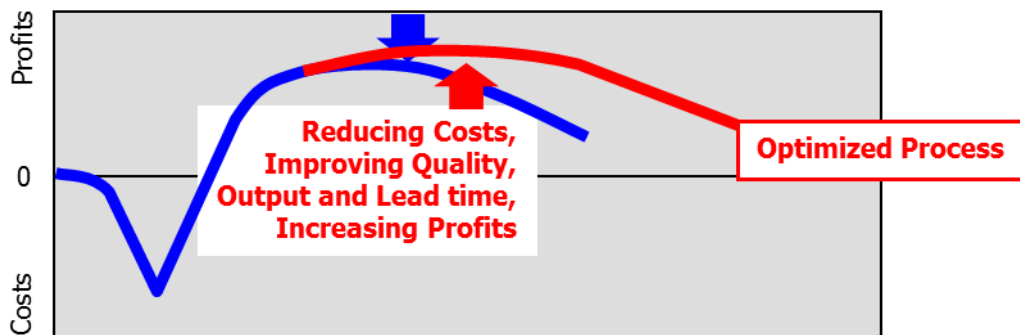 Profits
Reducing Costs,
Improving Quality,
Output and Lead time,
Increasing Profits
Optimized Process
0
Costs